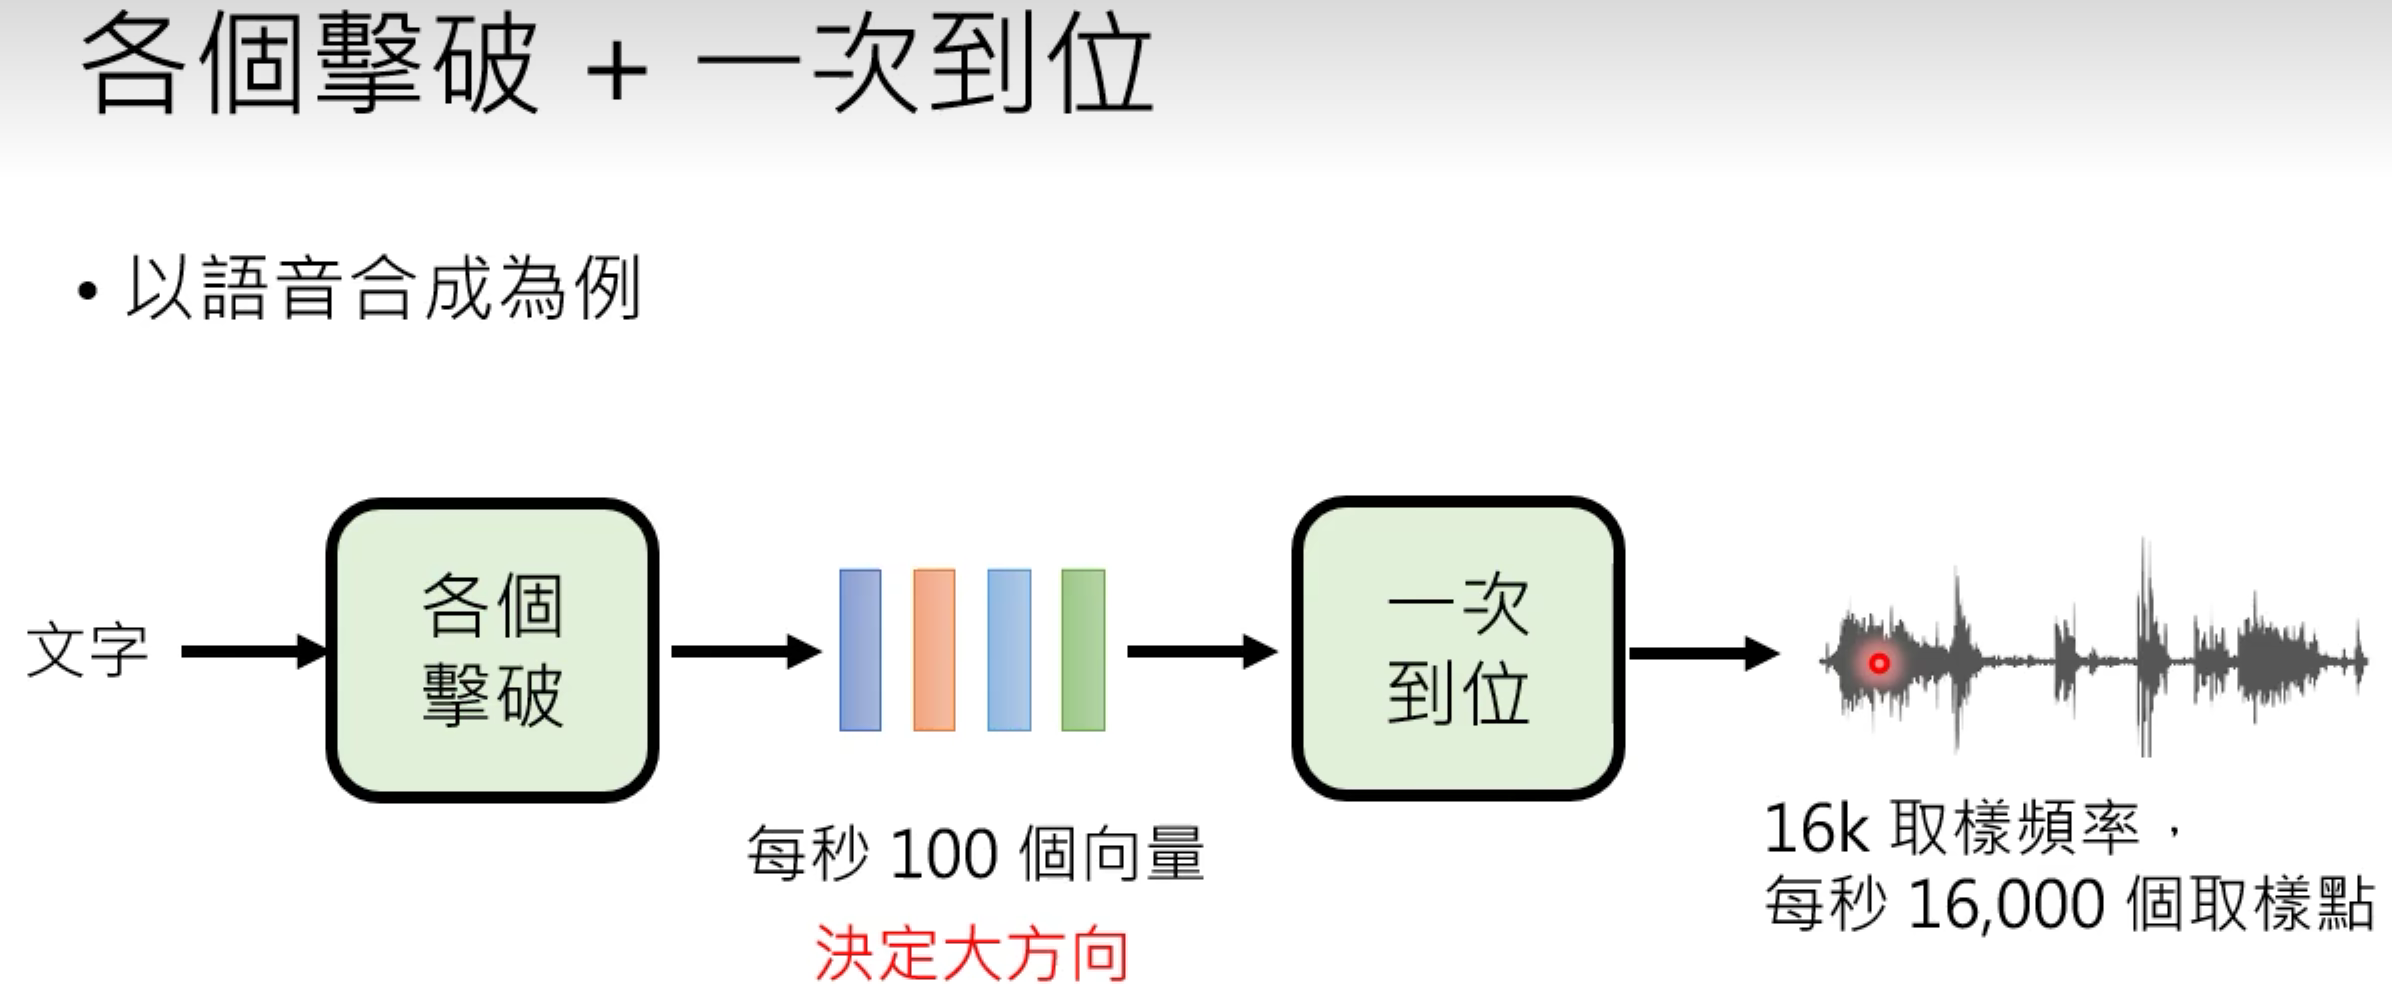 各個擊破 + 一次到位
• 以語音合成為例
文字
各個
擊破
每秒 100 個向量
決定大方向
一次
到位
16k 取樣頻率，
每秒 16,000 個取樣點